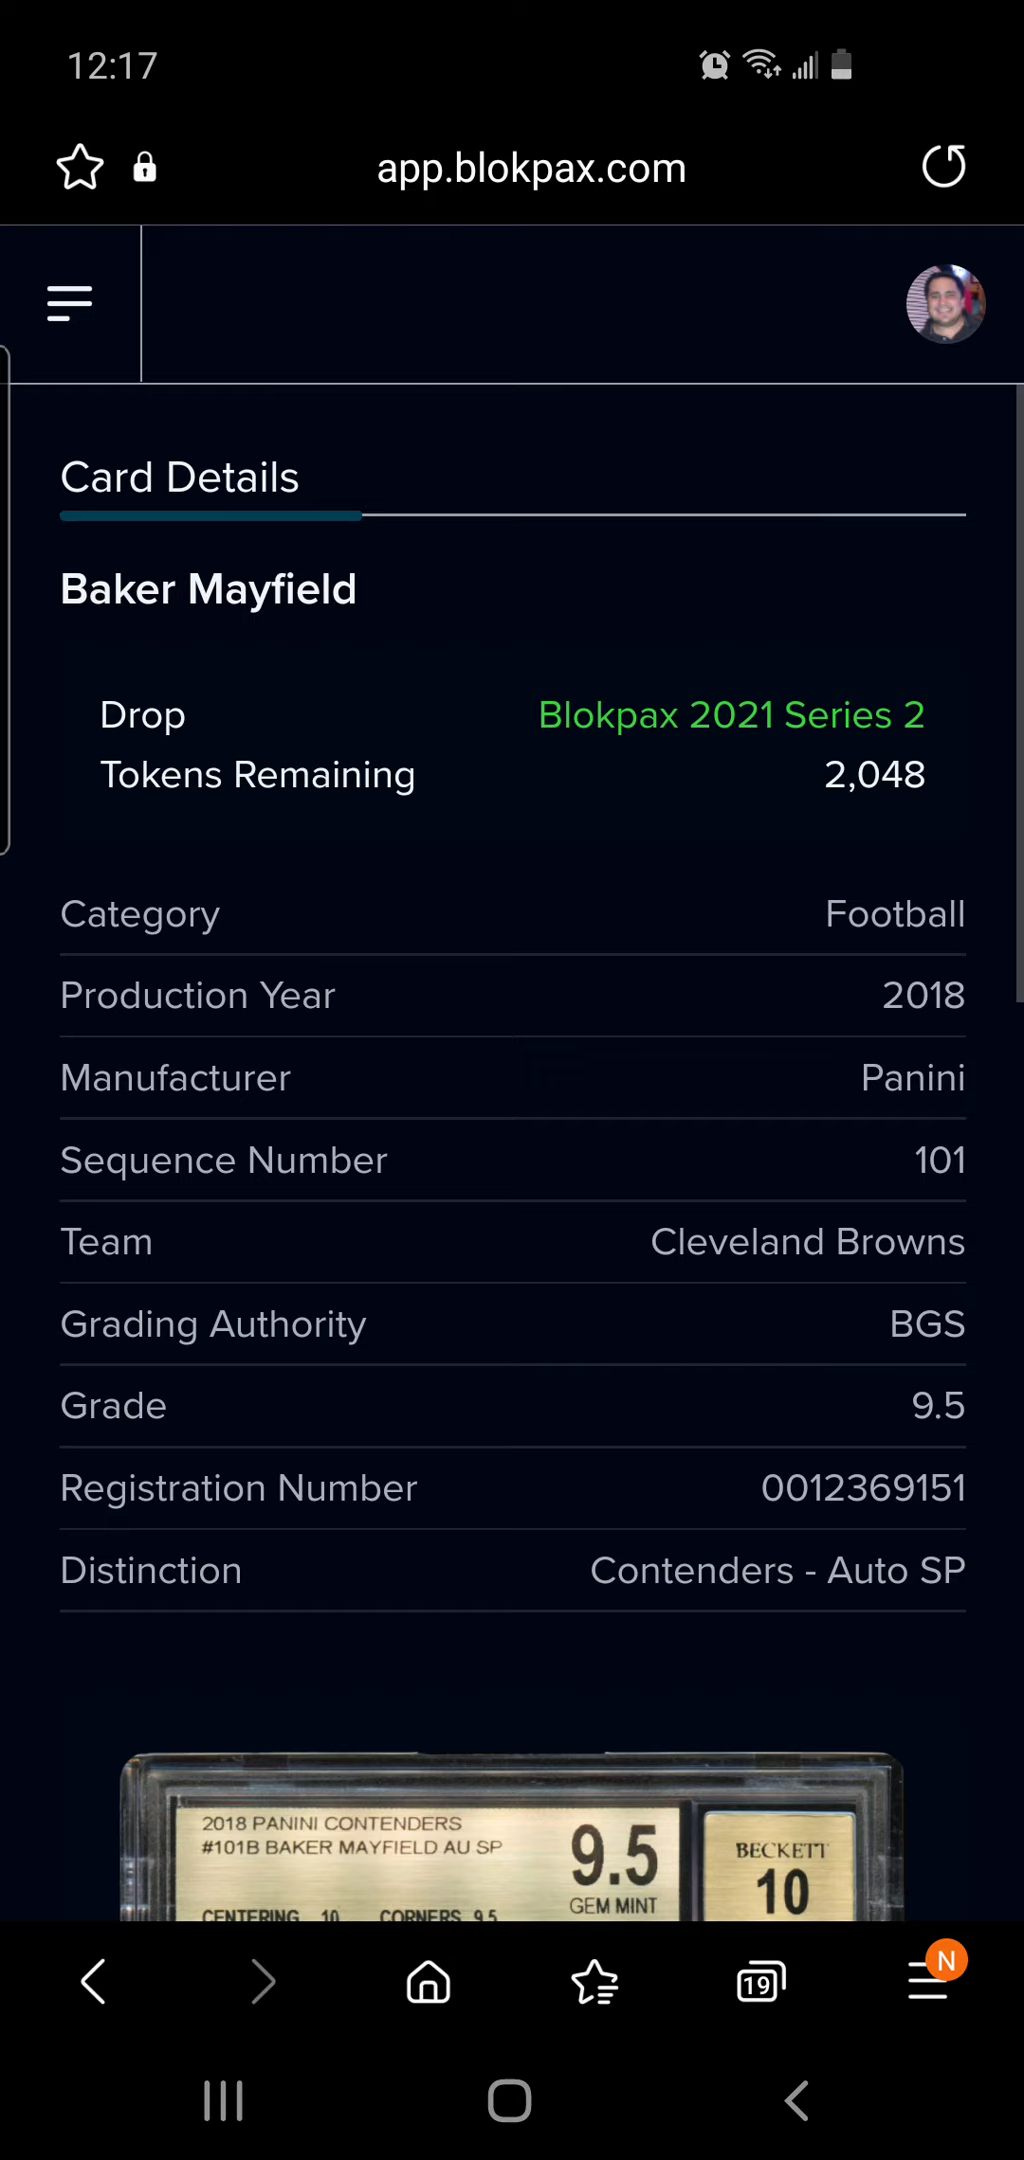 12:17
app.blokpax.com
Card Details
Baker Mayfield
Drop Blokpax 2021 Series 2
Tokens Remaining 2,048
Category Football
Production Year 2018
Manufacturer Panini
Sequence Number 101
Team Cleveland Browns
Grading Authority BGS
Grade 9.5
Registration Number 0012369151
Distinction Contenders - Auto SP
2018 PANINI CONTENDERS
#101B BAKER MAYFIELD AU SP
9.5
GEM MINT
BECKETT
10
CENTERING 10 CORNERS 9.5
N
19